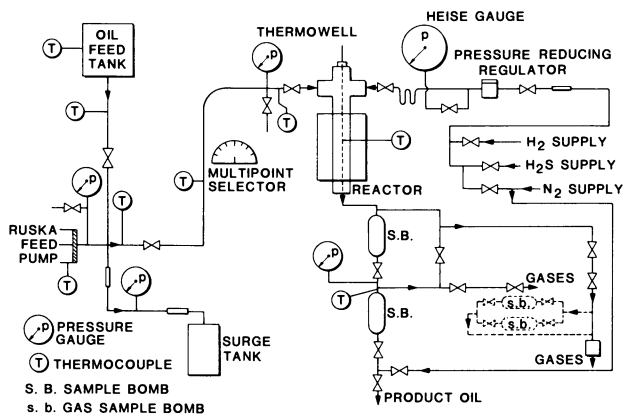 OIL
FEED
TANK
T
T
p
RUSKA
FEED
PUMP
T
T
p
p
PRESSURE
GAUGE
T
THERMOCOUPLE
S. B. SAMPLE BOMB
s. b. GAS SAMPLE BOMB
SURGE
TANK
T
MULTIPOINT
SELECTOR
p
T
THERMOWELL
T
REACTOR
HEISE GAUGE
p
PRESSURE REDUCING
REGULATOR
H2 SUPPLY
H2S SUPPLY
N2 SUPPLY
S.B.
p
T
S.B.
GASES
s.b.
s.b.
GASES
PRODUCT OIL